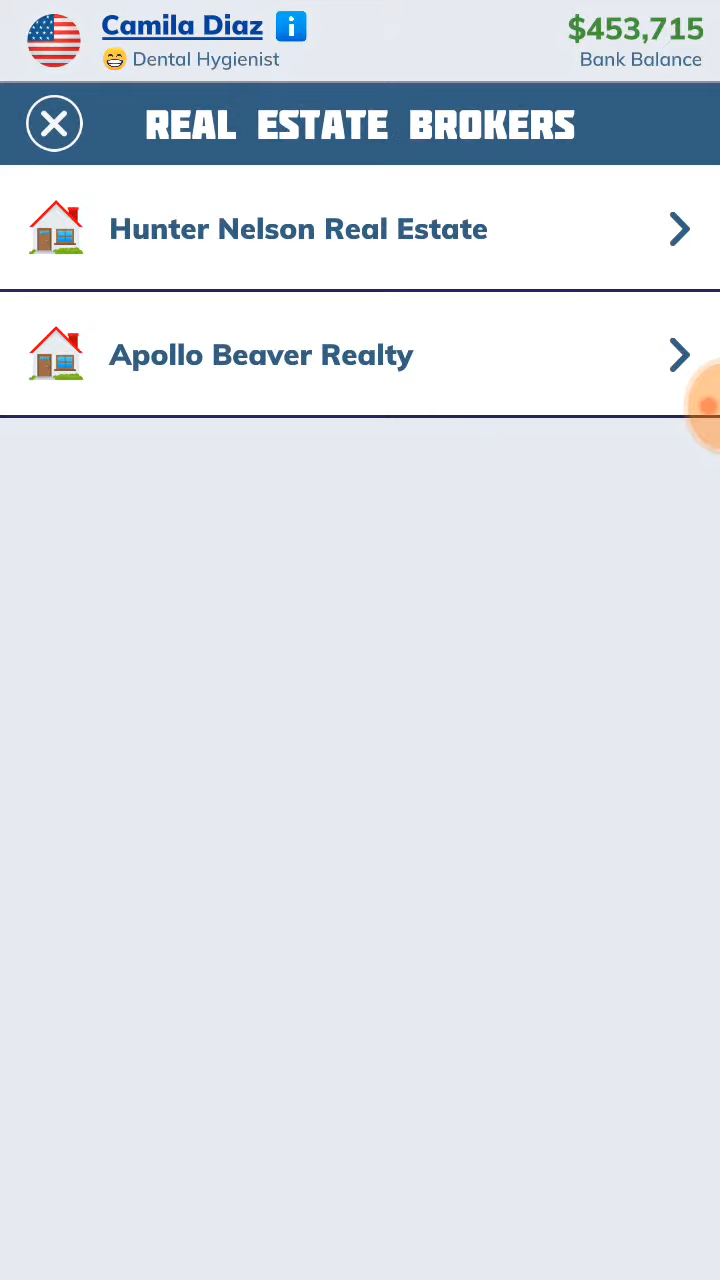 Camila Diaz
$453,715
Dental Hygienist
Bank Balance
REAL ESTATE BROKERS
Hunter Nelson Real Estate
Apollo Beaver Realty